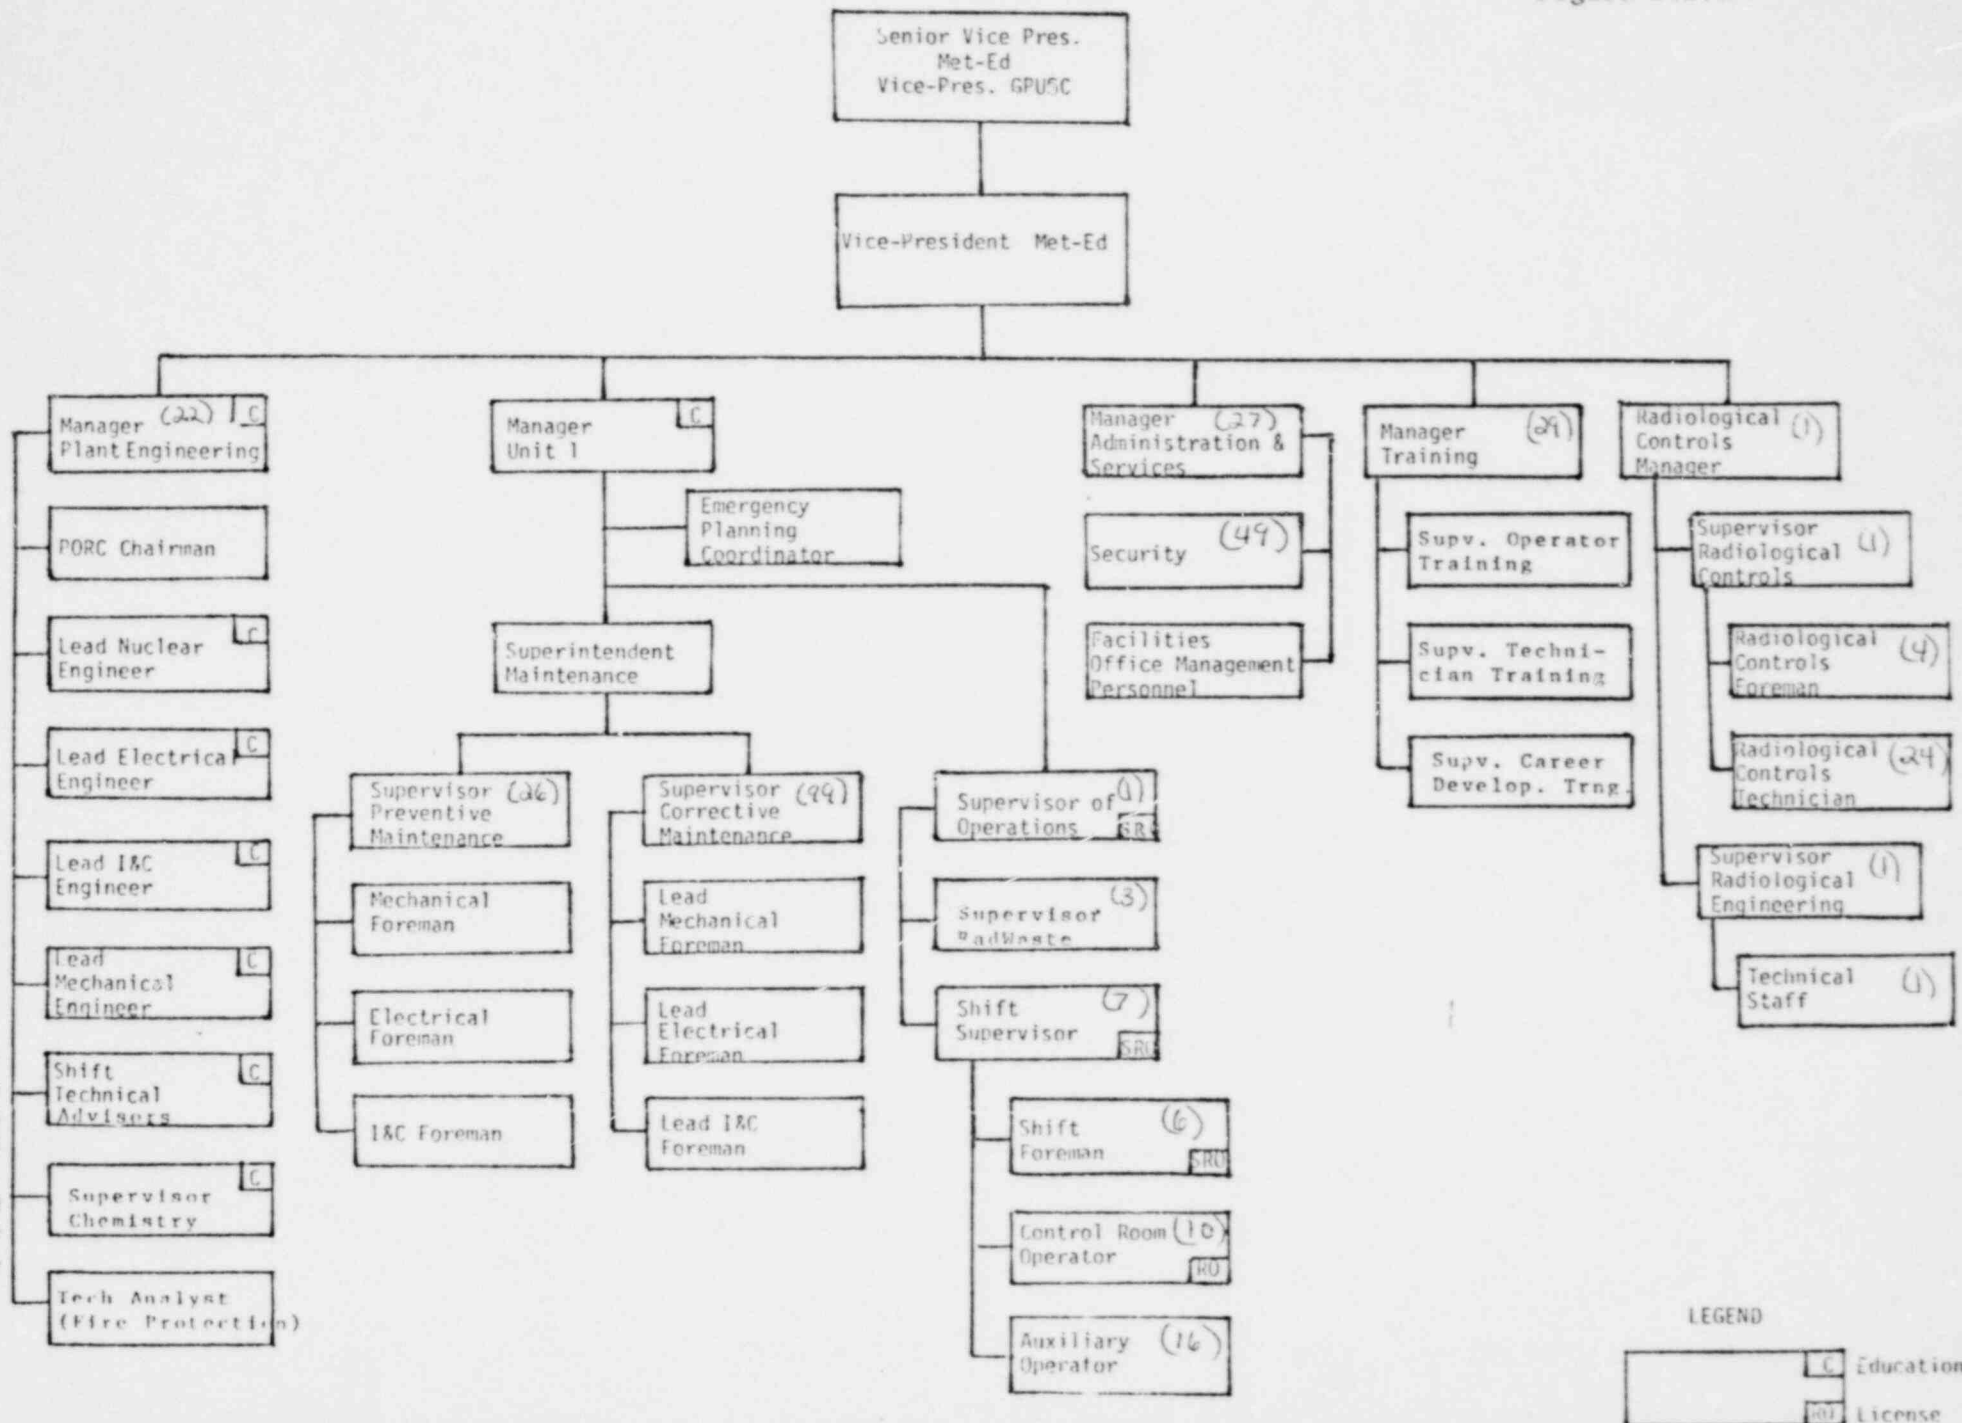 Senior Vice Pres.
Met-Ed
Vice-Pres. GPUSC
Vice-President Met-Ed
Manager (22) C
Plant Engineering
PORC Chairman
Lead Nuclear C
Engineer
Lead Electrical C
Engineer
Lead I&C C
Engineer
Lead C
Mechanical
Engineer
Shift C
Technical
Advisers
C
Supervisor
Chemistry
Tech Analyst
(Fire Protection)
Manager C
Unit 1
Emergency
Planning
Coordinator
Superintendent
Maintenance
Supervisor (26)
Preventive
Maintenance
Mechanical
Foreman
Electrical
Foreman
I&C Foreman
Supervisor (99)
Corrective
Maintenance
Lead
Mechanical
Foreman
Lead
Electrical
Foreman
Lead I&C
Foreman
Supervisor of (1)
Operations SRO
(3)
Supervisor
RadWaste
Shift (7)
Supervisor
SRO
Shift (6)
Foreman
SRO
Control Room (10)
Operator
RO
Auxiliary (16)
Operator
Manager (27)
Administration &
Services
Security (49)
Facilities
Office Management
Personnel
Manager (29)
Training
Supv. Operator
Training
Supv. Techni-
cian Training
Supv. Career
Develop. Trng.
Radiological
Controls (1)
Manager
Supervisor
Radiological (1)
Controls
Radiological
Controls (4)
Foreman
Radiological
Controls (24)
Technician
Supervisor
Radiological (1)
Engineering
Technical (1)
Staff
LEGEND
C Education
License